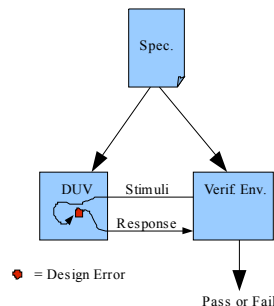 Spec.
DUV
Stimuli
Verif. Env.
Response
= Design Error
Pass or Fail